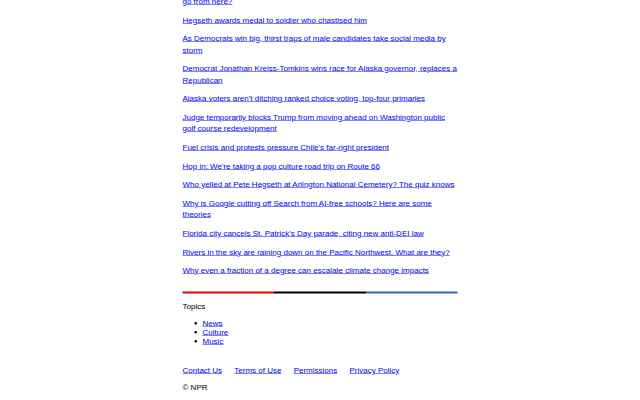 go from here?
Hegseth awards medal to soldier who chastised him
As Democrats win big, thirst traps of male candidates take social media by
storm
Democrat Jonathan Kreiss-Tomkins wins race for Alaska governor, replaces a
Republican
Alaska voters aren't ditching ranked choice voting, top-four primaries
Judge temporarily blocks Trump from moving ahead on Washington public
golf course redevelopment
Fuel crisis and protests pressure Chile's far-right president
Hop in: We're taking a pop culture road trip on Route 66
Who yelled at Pete Hegseth at Arlington National Cemetery? The quiz knows
Why is Google cutting off Search from AI-free schools? Here are some
theories
Florida city cancels St. Patrick's Day parade, citing new anti-DEI law
Rivers in the sky are raining down on the Pacific Northwest. What are they?
Why even a fraction of a degree can escalate climate change impacts
Topics
News
Culture
Music
Contact Us Terms of Use Permissions Privacy Policy
© NPR